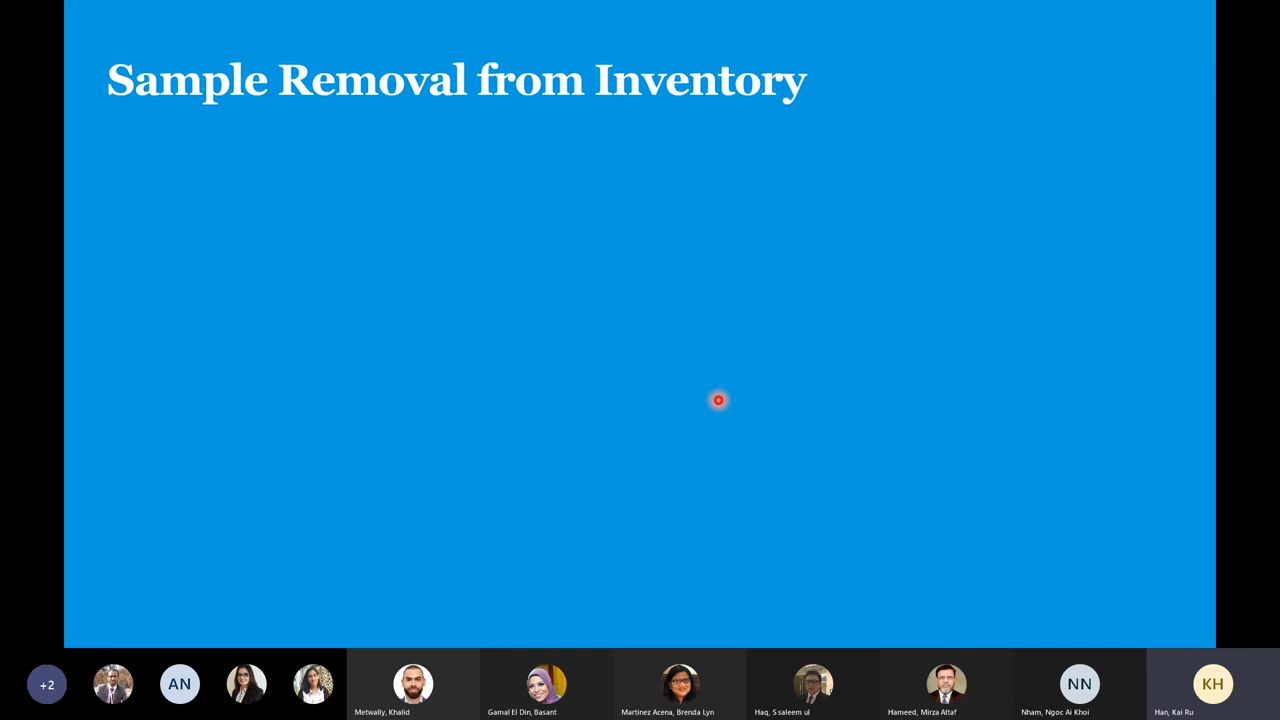 Sample Removal from Inventory
+2
AN
NN
KH
Metwally, Khalid
Gamal El Din, Basant
Martinez Acena, Brenda Lyn
Haq, S saleem ul
Hameed, Mirza Altaf
Nham, Ngoc Ai Khoi
Han, Kai Ru